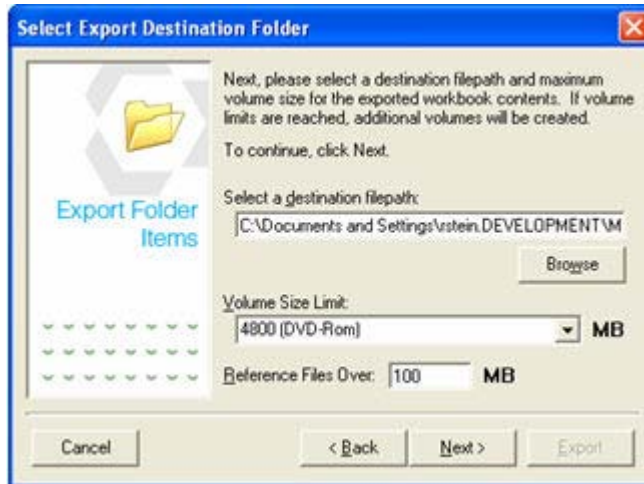 Select Export Destination Folder
Next, please select a destination filepath and maximum
volume size for the exported workbook contents. If volume
limits are reached, additional volumes will be created.
To continue, click Next.
Export Folder
Items
Select a destination filepath:
C:\Documents and Settings\rstein.DEVELOPMENT\M
Browse
Volume Size Limit:
4800 (DVD-Rom) MB
Reference Files Over: 100 MB
Cancel < Back Next > Export